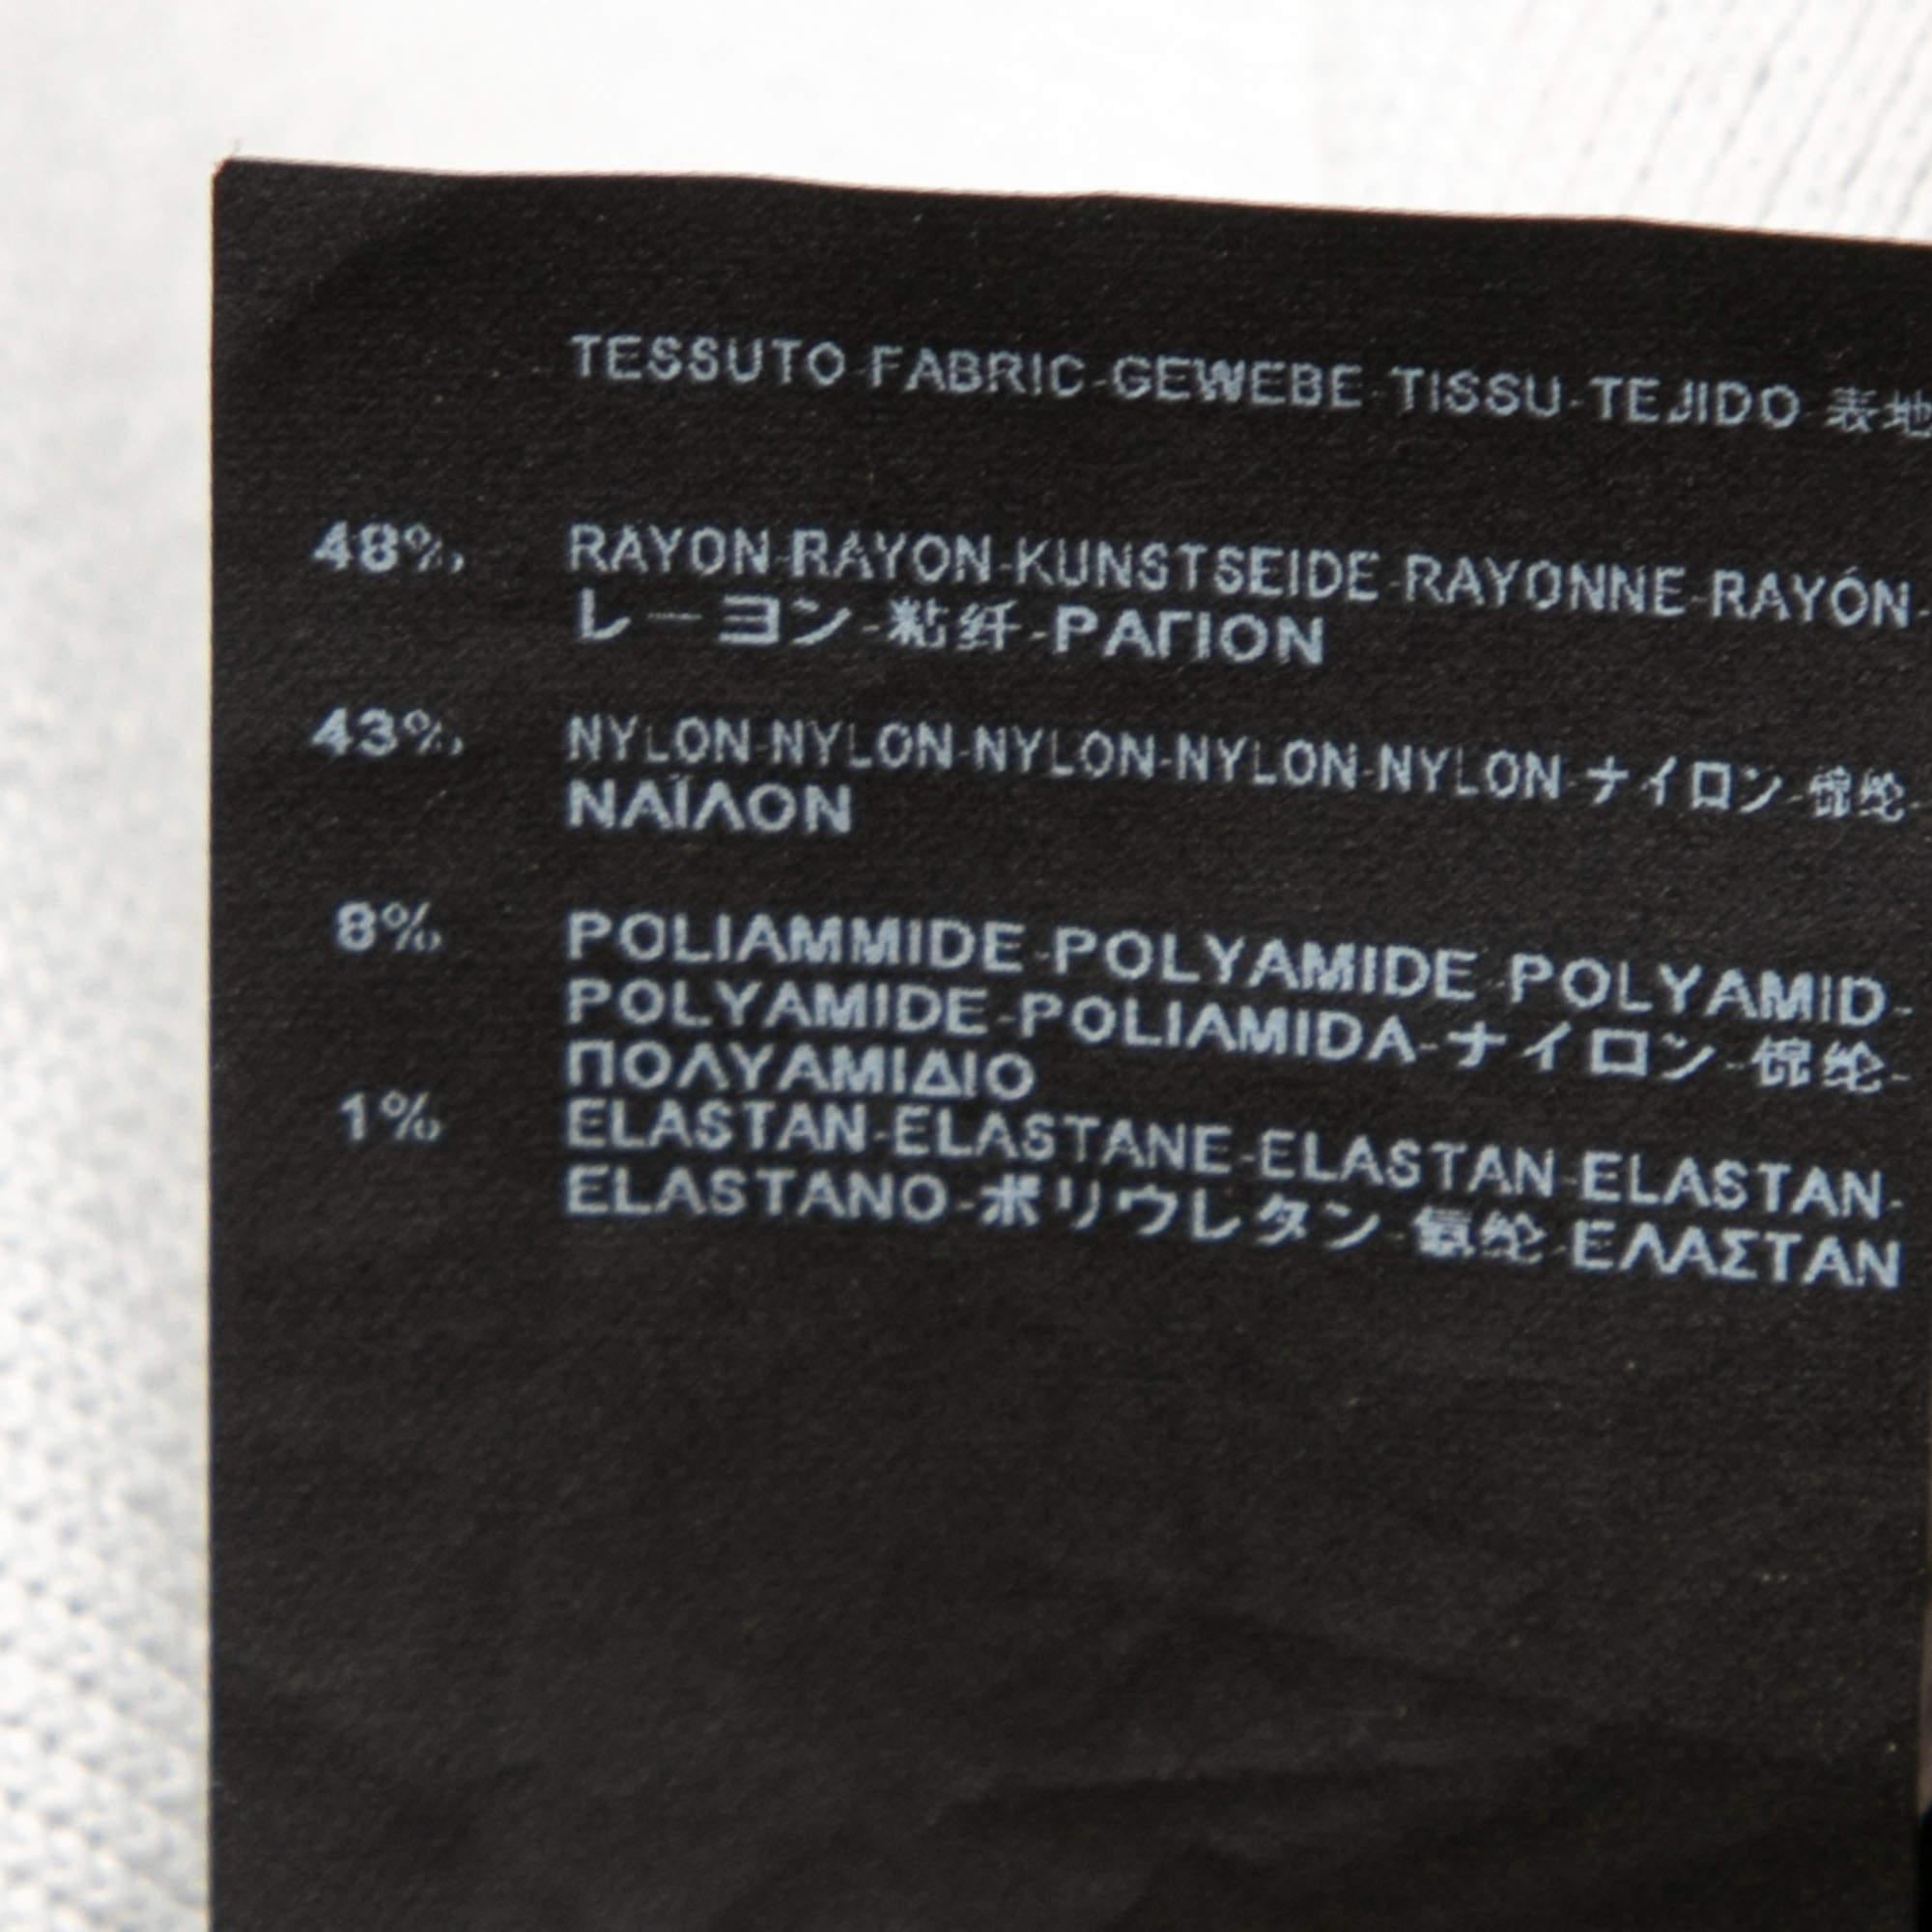 TESSUTO-FABRIC-GEWEBE-TISSU-TEJIDO 表地
48% RAYON-RAYON-KUNSTSEIDE-RAYONNE-RAYÓN-
レーヨン-粘纤-ΡΑΓΙΟΝ
43% NYLON-NYLON-NYLON-NYLON-NYLON-ナイロン-锦纶-
ΝΑΪΛΟΝ
8% POLIAMMIDE-POLYAMIDE-POLYAMID-
POLYAMIDE-POLIAMIDA-ナイロン-锦纶-
ΠΟΛΥΑΜΙΔΙΟ
1% ELASTAN-ELASTANE-ELASTAN-ELASTAN-
ELASTANO-ポリウレタン-氨纶-ΕΛΑΣΤΑΝ